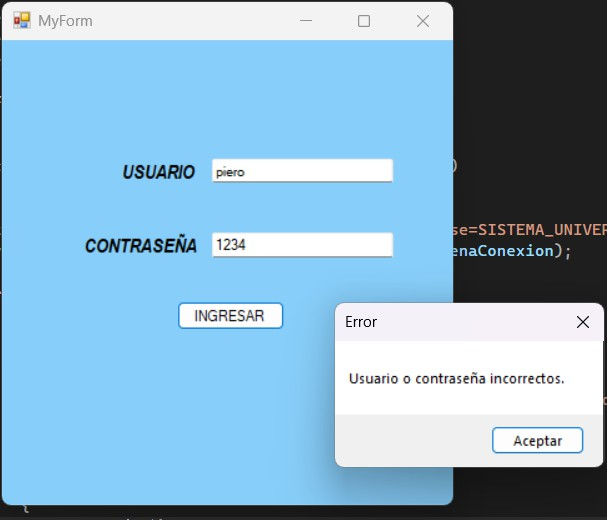 MyForm
)
USUARIO piero
se=SISTEMA_UNIVER
CONTRASEÑA 1234
enaConexion);
INGRESAR
Error
Usuario o contraseña incorrectos.
Aceptar
{